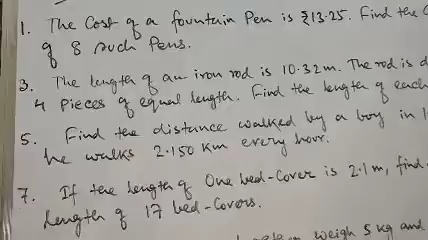 1. The Cost of a fountain Pen is ₹13.25. Find the
of 8 such Pens.
3. The length of an iron rod is 10.32m. The rod is
4 Pieces of equal length. Find the length of each
5. Find the distance walked by a boy in
he walks 2.150 Km every hour.
7. If the length of One bed-Cover is 2.1m, find
length of 17 bed-Covers.
weigh 5 kg and